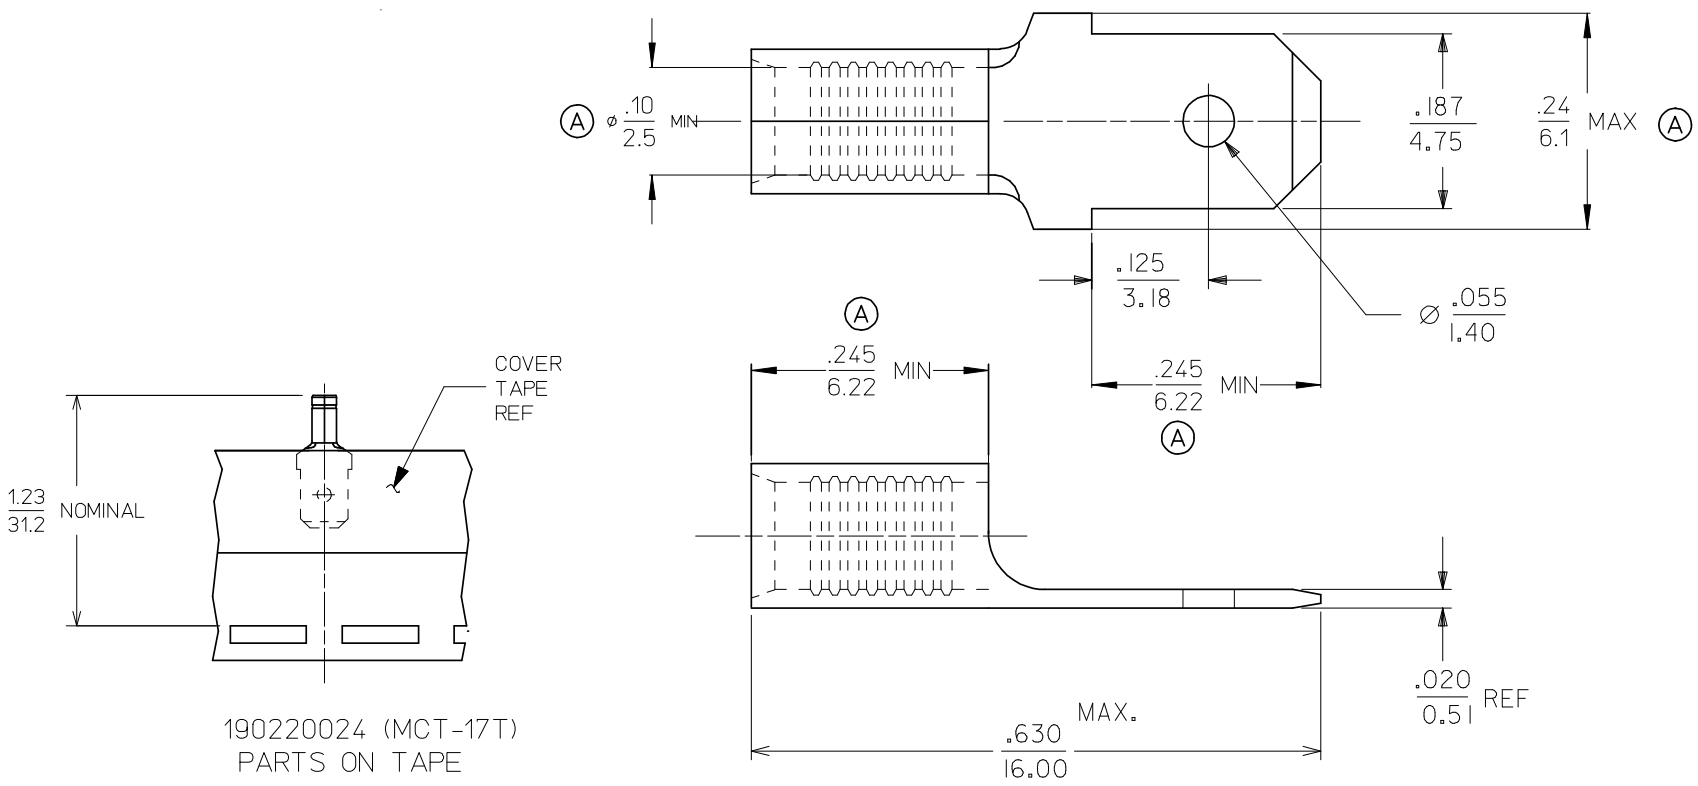 A
ø .10 MIN
2.5
.187
4.75
.24 MAX
6.1
A
.125
3.18
Ø .055
1.40
A
.245 MIN
6.22
.245 MIN
6.22
A
COVER
TAPE
REF
1.23 NOMINAL
31.2
.020 REF
0.51
MAX.
.630
16.00
190220024 (MCT-17T)
PARTS ON TAPE